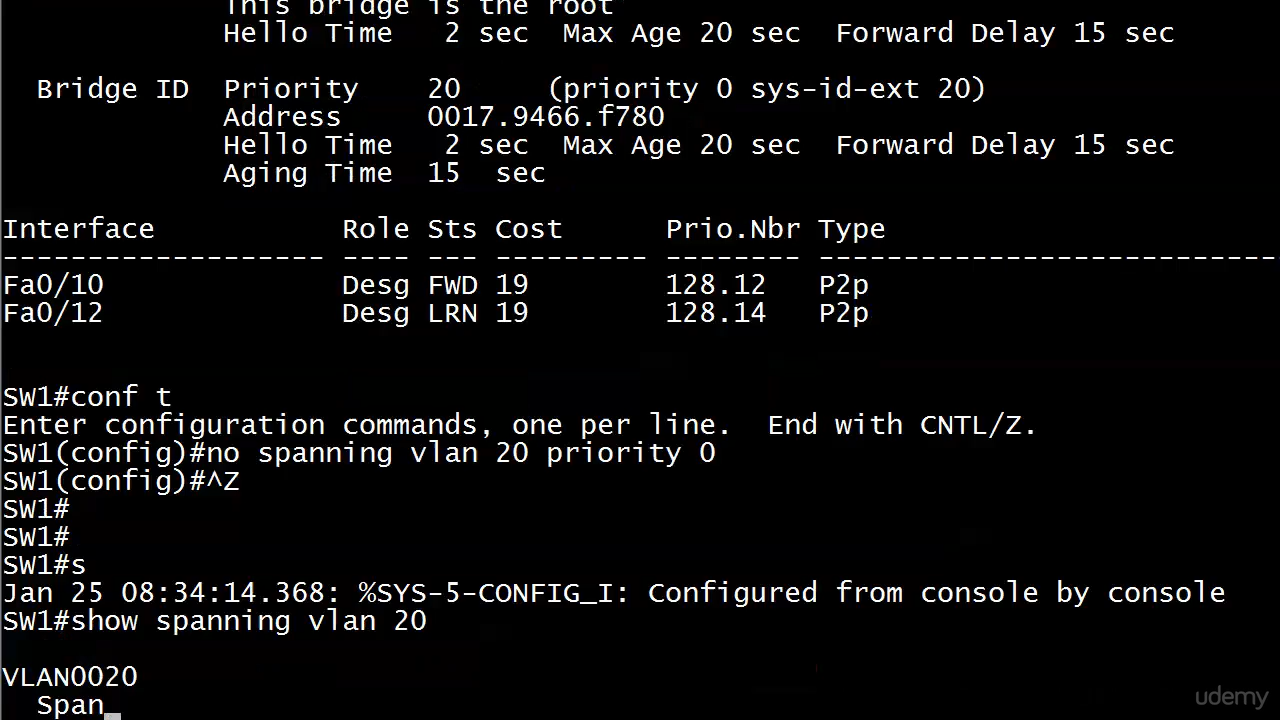 This bridge is the root
Hello Time   2 sec  Max Age 20 sec  Forward Delay 15 sec
Bridge ID  Priority    20     (priority 0 sys-id-ext 20)
Address     0017.9466.f780
Hello Time   2 sec  Max Age 20 sec  Forward Delay 15 sec
Aging Time  15  sec
Interface           Role Sts Cost      Prio.Nbr Type
------------------- ---- --- --------- -------- ---------------------------
Fa0/10              Desg FWD 19        128.12   P2p
Fa0/12              Desg LRN 19        128.14   P2p
SW1#conf t
Enter configuration commands, one per line.  End with CNTL/Z.
SW1(config)#no spanning vlan 20 priority 0
SW1(config)#^Z
SW1#
SW1#
SW1#s
Jan 25 08:34:14.368: %SYS-5-CONFIG_I: Configured from console by console
SW1#show spanning vlan 20
VLAN0020
Span
udemy